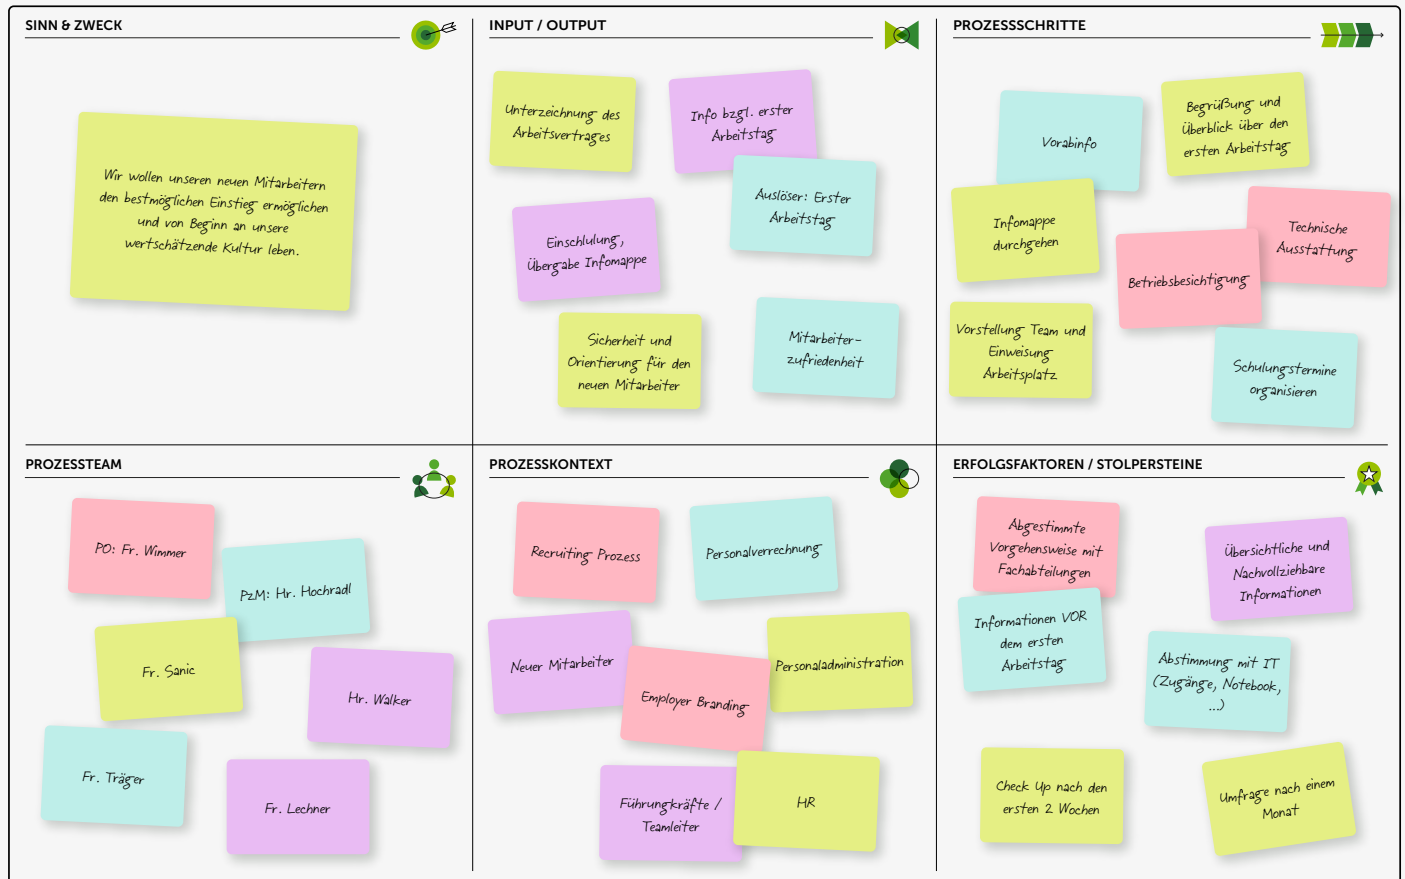 SINN & ZWECK
Wir wollen unseren neuen Mitarbeitern
den bestmöglichen Einstieg ermöglichen
und von Beginn an unsere
wertschätzende Kultur leben.
INPUT / OUTPUT
Unterzeichnung des
Arbeitsvertrages
Info bzgl. erster
Arbeitstag
Auslöser: Erster
Arbeitstag
Einschlulung,
Übergabe Infomappe
Sicherheit und
Orientierung für den
neuen Mitarbeiter
Mitarbeiter-
zufriedenheit
PROZESSSCHRITTE
Vorabinfo
Begrüßung und
Überblick über den
ersten Arbeitstag
Infomappe
durchgehen
Technische
Ausstattung
Betriebsbesichtigung
Vorstellung Team und
Einweisung
Arbeitsplatz
Schulungstermine
organisieren
PROZESSTEAM
PO: Fr. Wimmer
PzM: Hr. Hochradl
Fr. Sanic
Hr. Walker
Fr. Träger
Fr. Lechner
PROZESSKONTEXT
Recruiting Prozess
Personalverrechnung
Neuer Mitarbeiter
Employer Branding
Personaladministration
Führungkräfte /
Teamleiter
HR
ERFOLGSFAKTOREN / STOLPERSTEINE
Abgestimmte
Vorgehensweise mit
Fachabteilungen
Übersichtliche und
Nachvollziehbare
Informationen
Informationen VOR
dem ersten
Arbeitstag
Abstimmung mit IT
(Zugänge, Notebook,
...)
Check Up nach den
ersten 2 Wochen
Umfrage nach einem
Monat